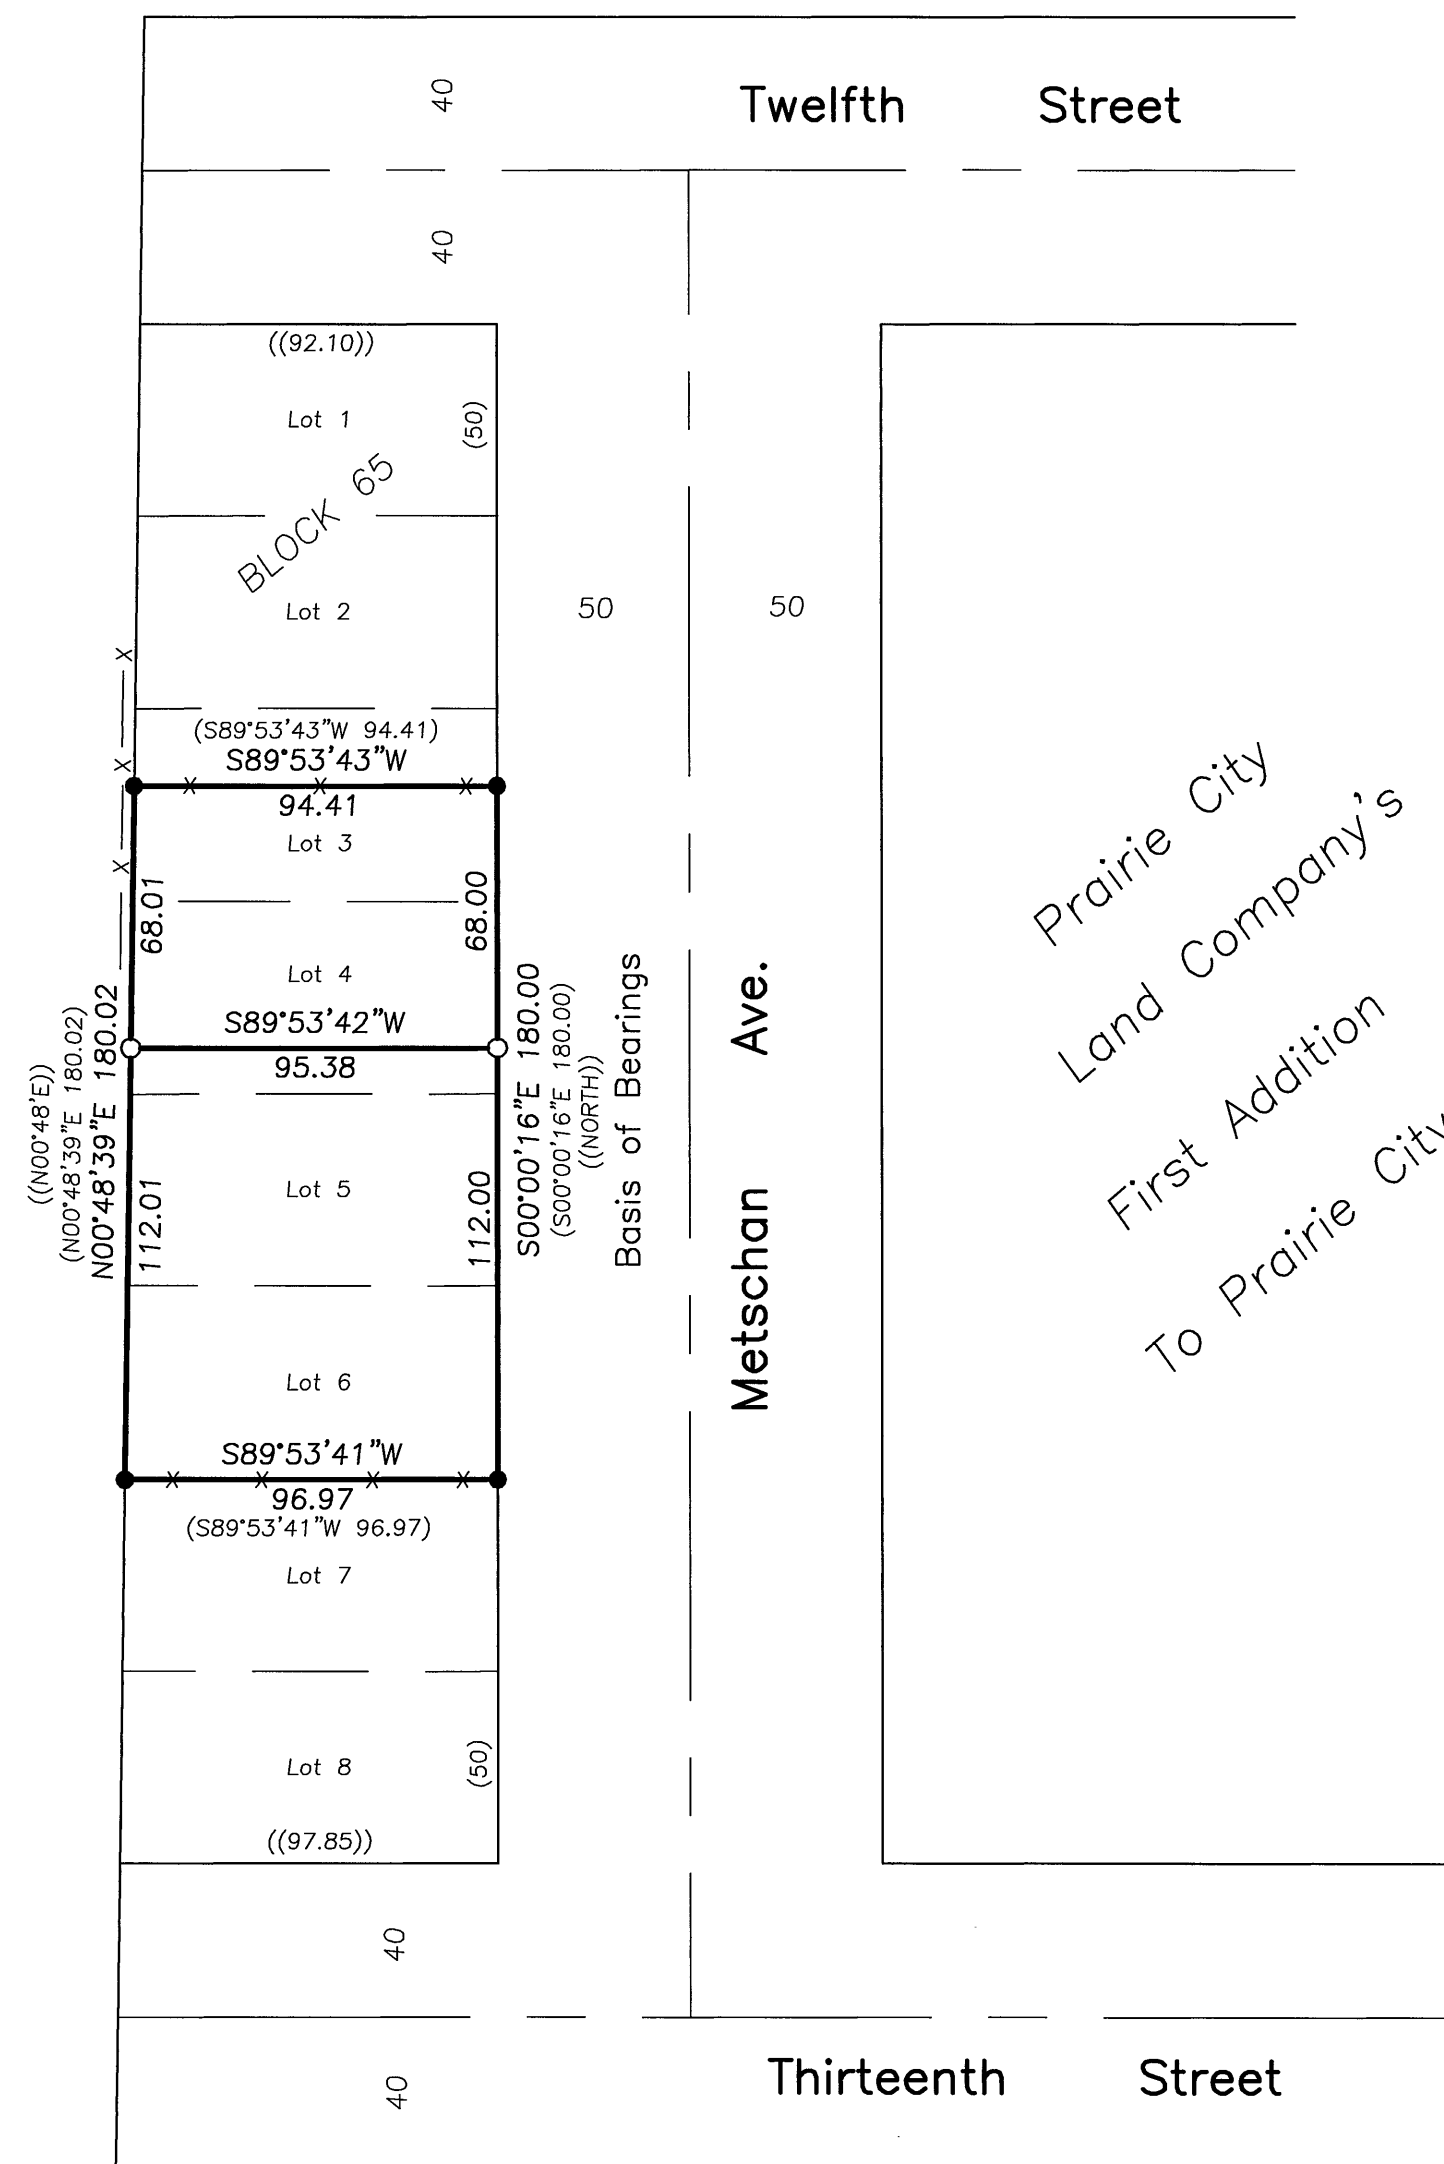 40
Twelfth Street
40
((92.10))
Lot 1
(50)
BLOCK 65
Lot 2
50
50
X
(S89°53'43"W 94.41)
S89°53'43"W
X
X X X
94.41
Lot 3
X
68.01
68.00
Lot 4
S89°53'42"W
95.38
((N00°48'E))
(N00°48'39"E 180.02)
N00°48'39"E 180.02
S00°00'16"E 180.00
(S00°00'16"E 180.00)
((NORTH))
Basis of Bearings
Metschan Ave.
112.01
112.00
Lot 5
Lot 6
S89°53'41"W
X X X X
96.97
(S89°53'41"W 96.97)
Lot 7
Lot 8
(50)
((97.85))
40
40
Thirteenth Street
Prairie City
Land Company's
First Addition
To Prairie City